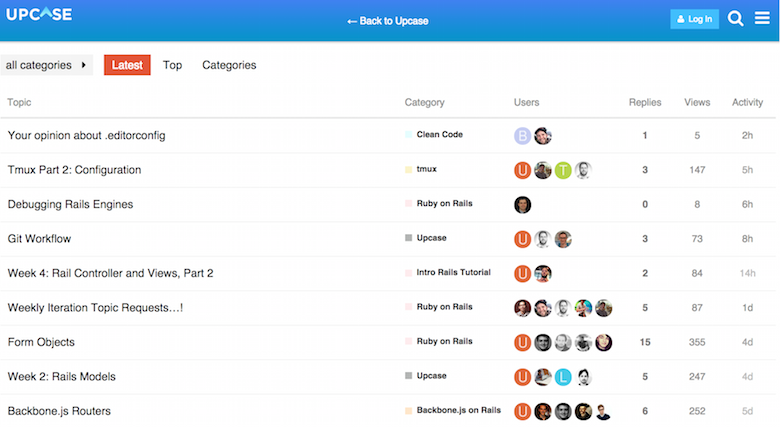 UPCASE
← Back to Upcase
Log In
all categories
Latest
Top
Categories
Topic Category Users Replies Views Activity
Your opinion about .editorconfig Clean Code B 1 5 2h
Tmux Part 2: Configuration tmux U T 3 147 5h
Debugging Rails Engines Ruby on Rails 0 8 6h
Git Workflow Upcase U 3 73 8h
Week 4: Rail Controller and Views, Part 2 Intro Rails Tutorial U 2 84 14h
Weekly Iteration Topic Requests…! Ruby on Rails 5 87 1d
Form Objects Ruby on Rails U 15 355 4d
Week 2: Rails Models Upcase U L 5 247 4d
Backbone.js Routers Backbone.js on Rails U 6 252 5d